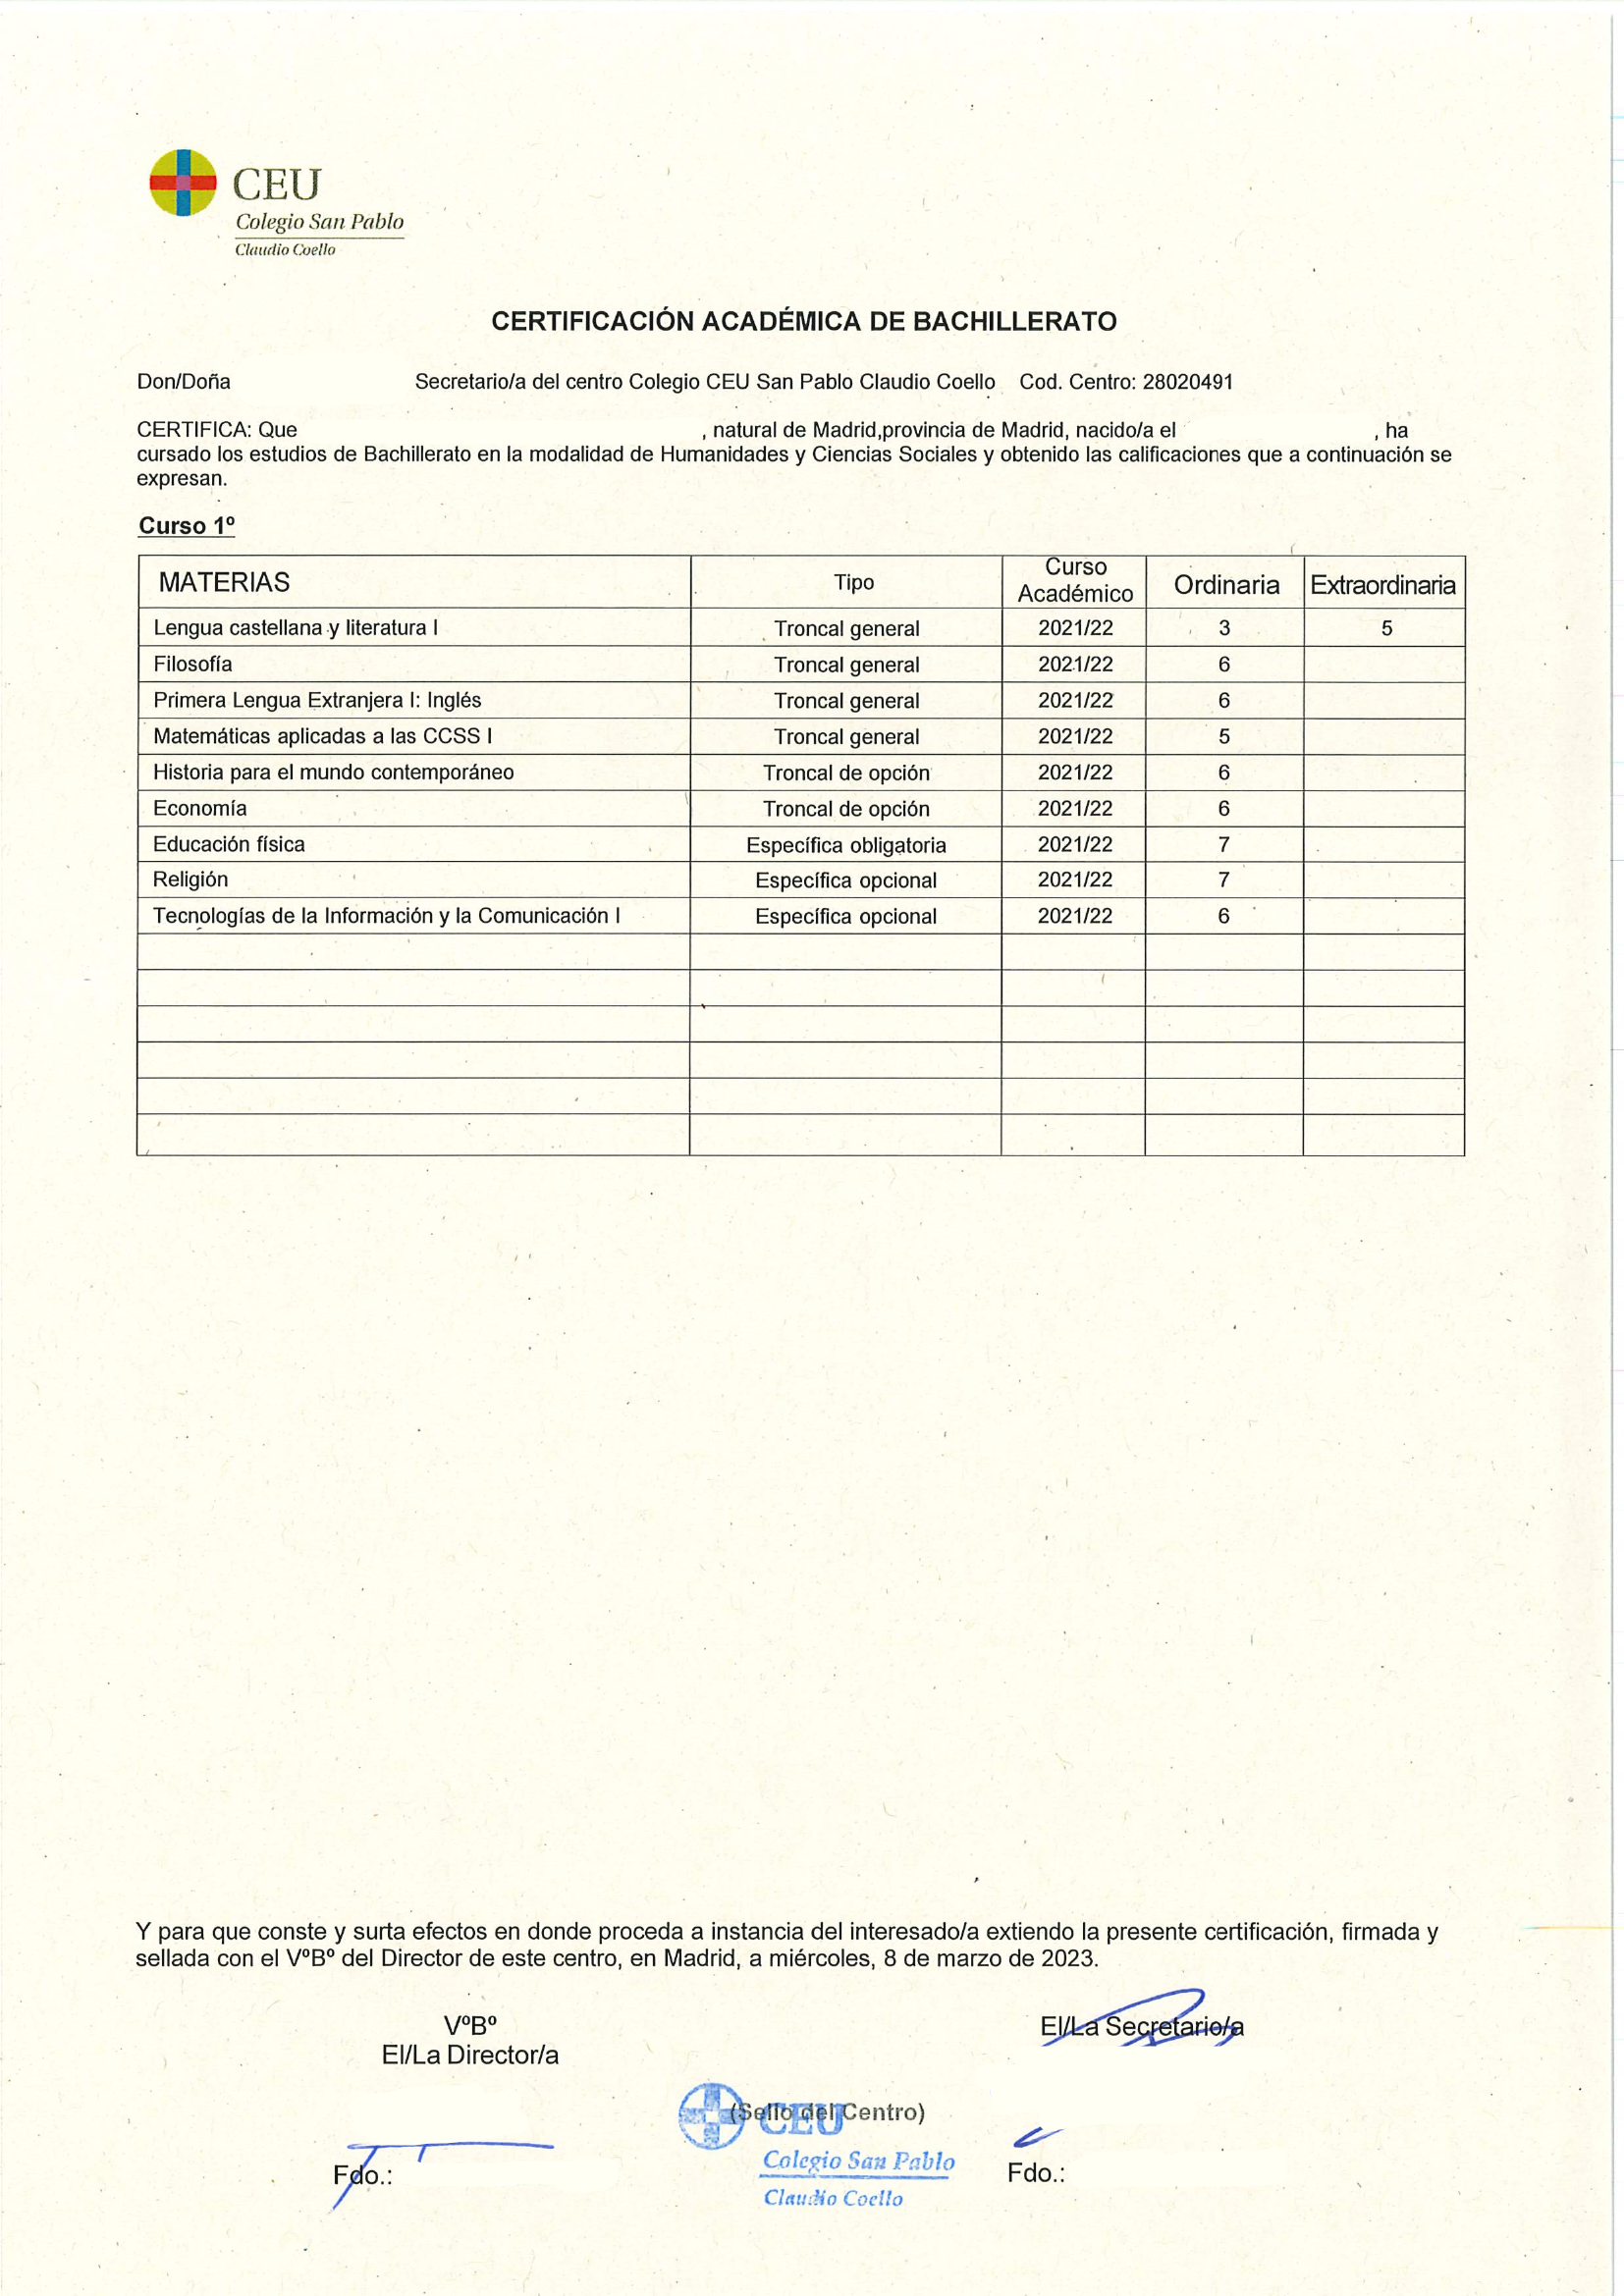 CEU
Colegio San Pablo
Claudio Coello
CERTIFICACIÓN ACADÉMICA DE BACHILLERATO
Don/Doña Secretario/a del centro Colegio CEU San Pablo Claudio Coello Cod. Centro: 28020491
CERTIFICA: Que , natural de Madrid,provincia de Madrid, nacido/a el , ha
cursado los estudios de Bachillerato en la modalidad de Humanidades y Ciencias Sociales y obtenido las calificaciones que a continuación se
expresan.
Curso 1º
MATERIAS Tipo Curso Académico Ordinaria Extraordinaria
Lengua castellana y literatura I Troncal general 2021/22 3 5
Filosofía Troncal general 2021/22 6
Primera Lengua Extranjera I: Inglés Troncal general 2021/22 6
Matemáticas aplicadas a las CCSS I Troncal general 2021/22 5
Historia para el mundo contemporáneo Troncal de opción 2021/22 6
Economía Troncal de opción 2021/22 6
Educación física Específica obligatoria 2021/22 7
Religión Específica opcional 2021/22 7
Tecnologías de la Información y la Comunicación I Específica opcional 2021/22 6
Y para que conste y surta efectos en donde proceda a instancia del interesado/a extiendo la presente certificación, firmada y
sellada con el VºBº del Director de este centro, en Madrid, a miércoles, 8 de marzo de 2023.
VºBº
El/La Director/a
El/La Secretario/a
(Sello del Centro)
CEU
Colegio San Pablo
Claudio Coello
Fdo.:
Fdo.: